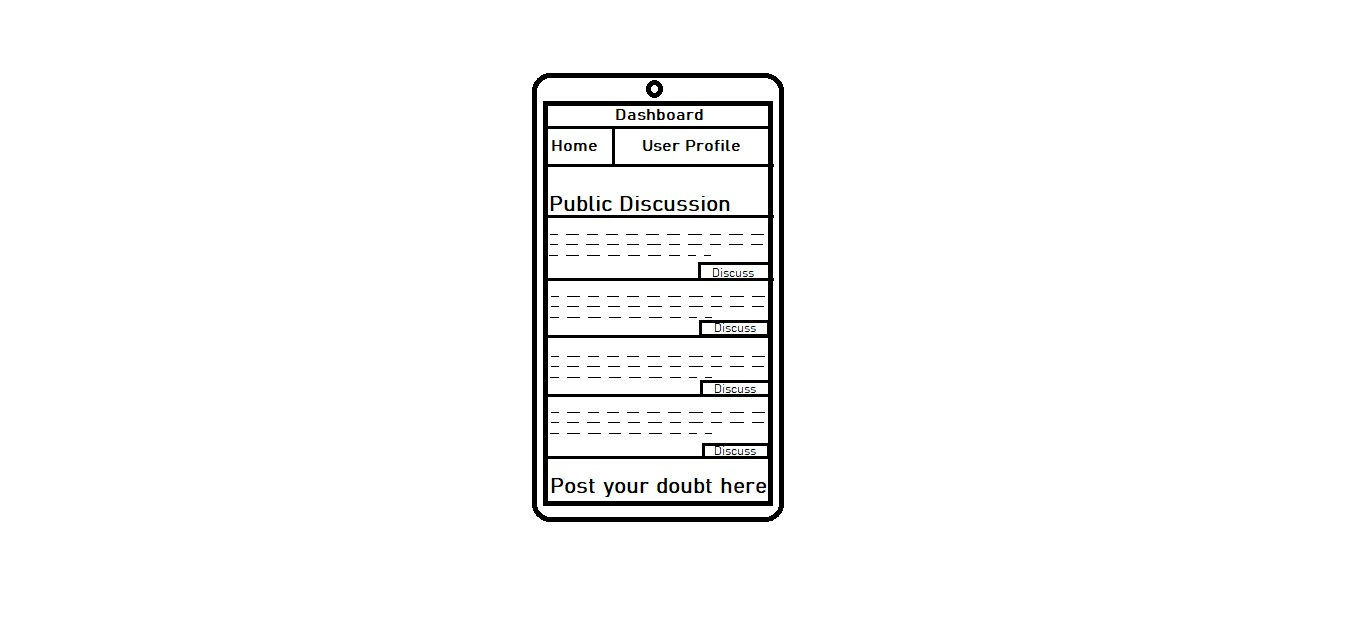 Dashboard
Home User Profile
Public Discussion
Discuss
Discuss
Discuss
Discuss
Post your doubt here